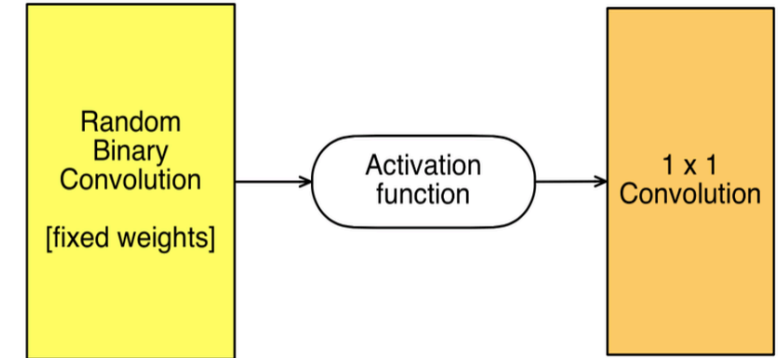 Random
Binary
Convolution
[fixed weights]
Activation
function
1 x 1
Convolution